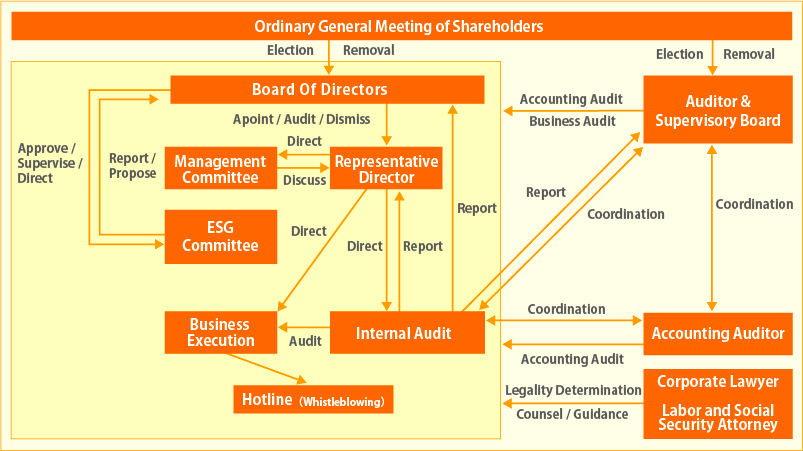 Ordinary General Meeting of Shareholders
Election
Removal
Election
Removal
Board Of Directors
Auditor &
Supervisory Board
Accounting Audit
Business Audit
Apoint / Audit / Dismiss
Approve /
Supervise /
Direct
Report /
Propose
Direct
Management
Committee
Representative
Director
Discuss
Report
Report
Coordination
Coordination
ESG
Committee
Direct
Direct
Report
Business
Execution
Audit
Internal Audit
Coordination
Accounting Auditor
Accounting Audit
Hotline (Whistleblowing)
Legality Determination
Counsel / Guidance
Corporate Lawyer
Labor and Social
Security Attorney